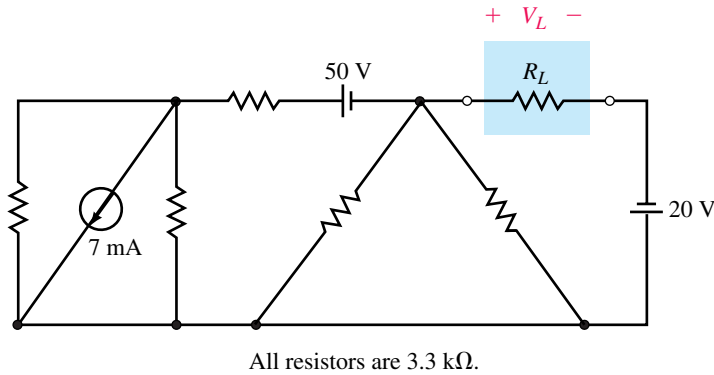 + V_L −
50 V
R_L
20 V
7 mA
All resistors are 3.3 kΩ.